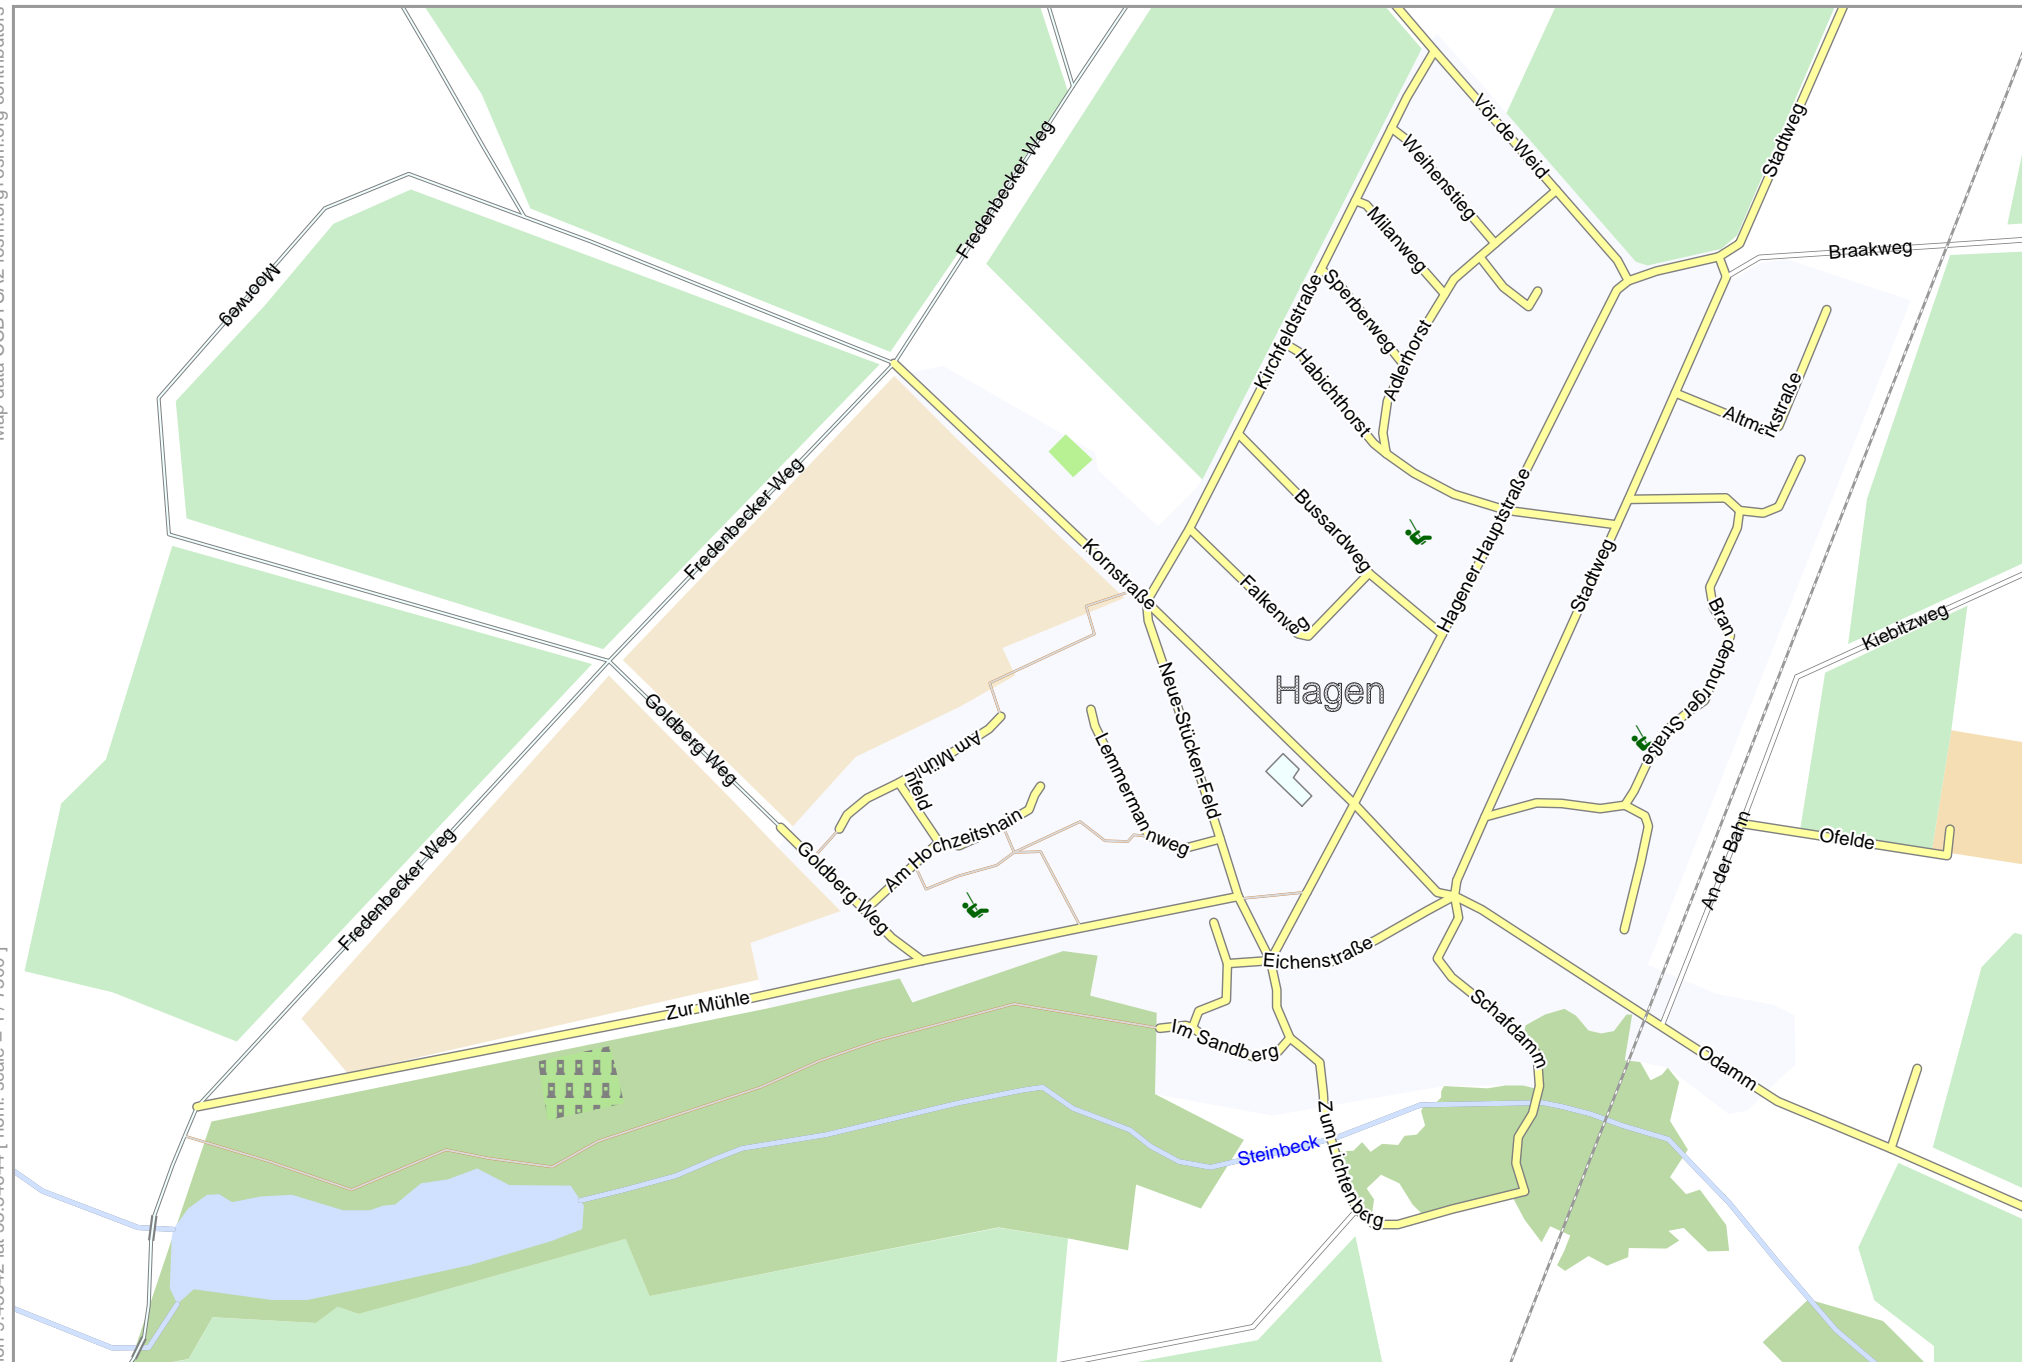 Vör de Weid
Stadtweg
Weihenstieg
Fredenbecker Weg
Braakweg
Milanweg
Moorweg
Sperberweg
Kirchfeldstraße
Adlerhorst
Habichthorst
Altmarkstraße
Fredenbecker Weg
Bussardweg
Hagener Hauptstraße
Kornstraße
Stadtweg
Falkenweg
Brandenburger Straße
Kiebitzweg
Hagen
Neue-Stücken-Feld
Goldberg Weg
Am Mühlnfeld
Lemmermannweg
Am Hochzeitshain
Ofelde
An der Bahn
Goldberg Weg
Fredenbecker Weg
Eichenstraße
Zur Mühle
Schafdamm
Im Sandberg
Odamm
Zum Lichtenberg
Steinbeck